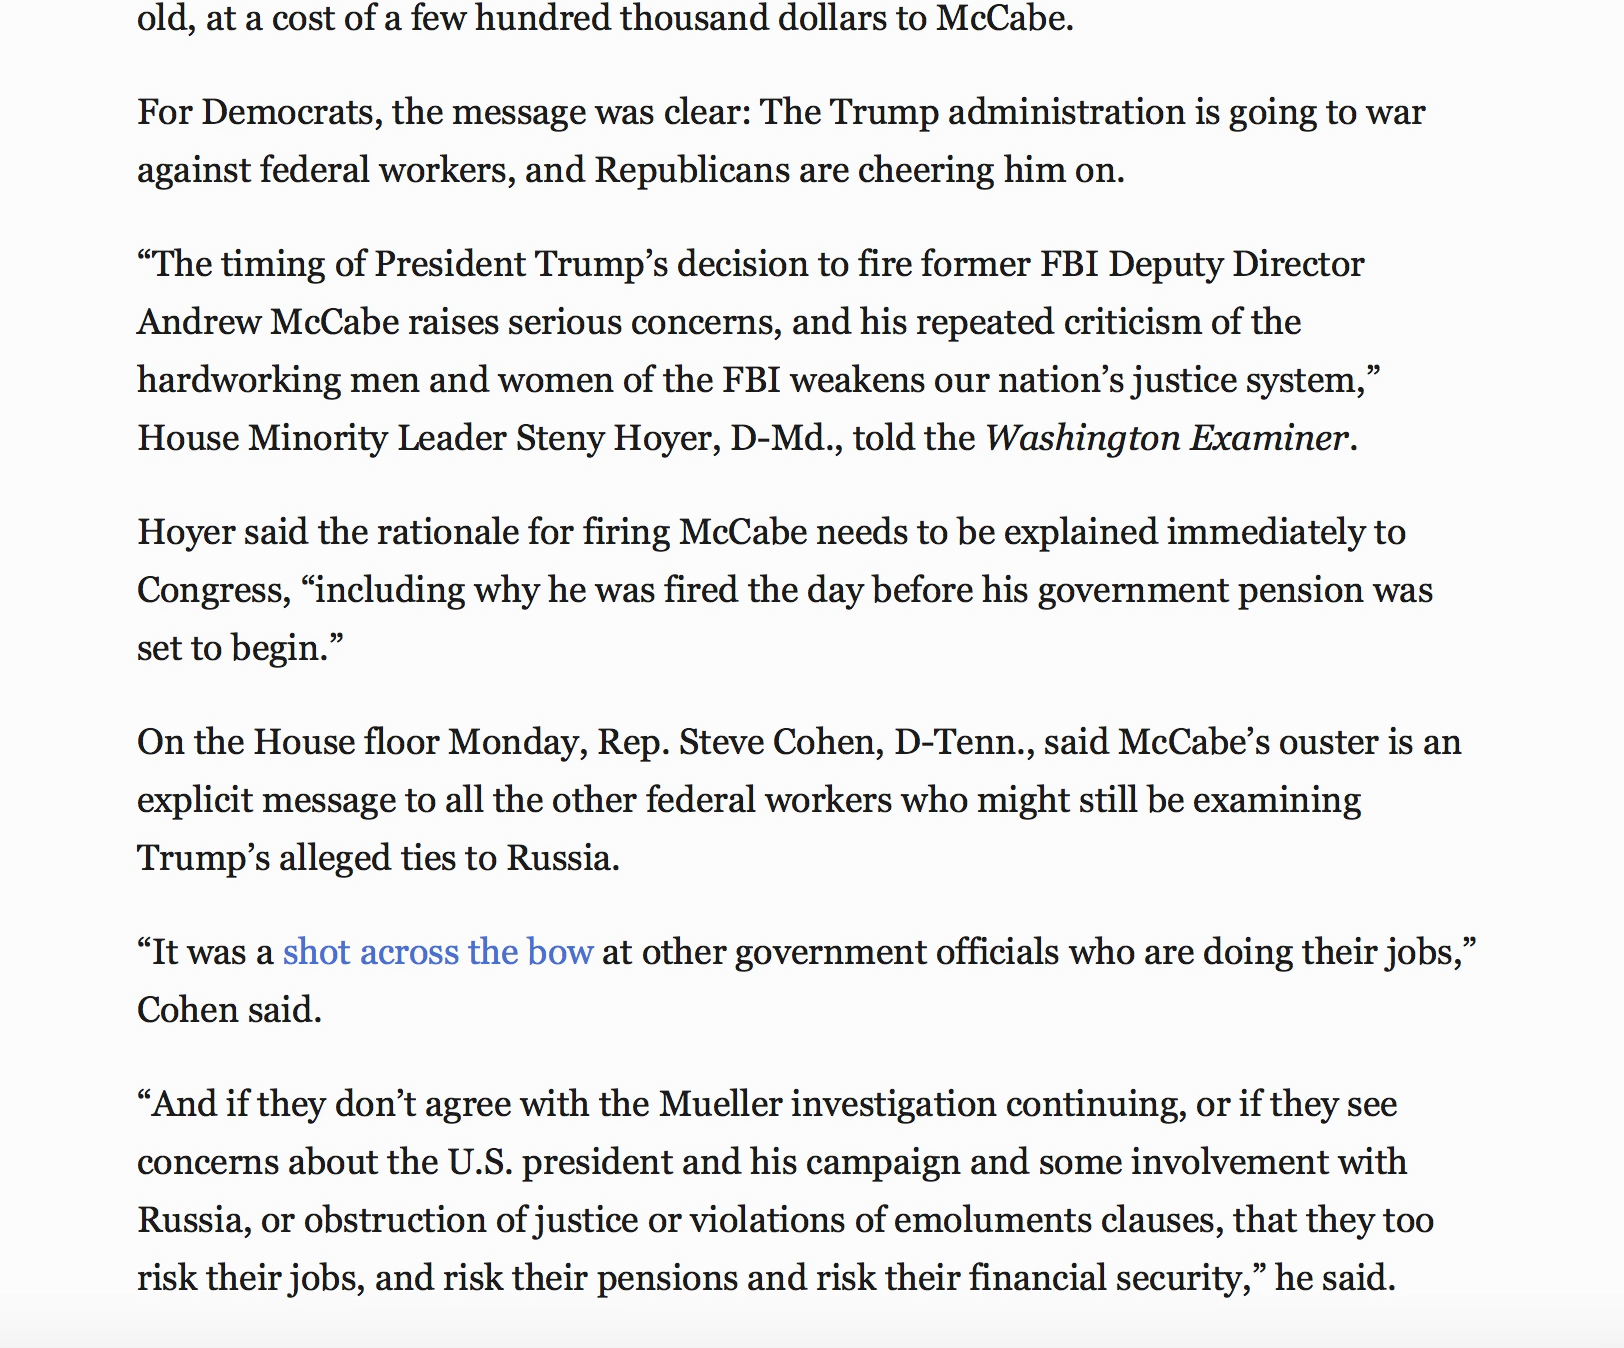 old, at a cost of a few hundred thousand dollars to McCabe.
For Democrats, the message was clear: The Trump administration is going to war
against federal workers, and Republicans are cheering him on.
“The timing of President Trump’s decision to fire former FBI Deputy Director
Andrew McCabe raises serious concerns, and his repeated criticism of the
hardworking men and women of the FBI weakens our nation’s justice system,”
House Minority Leader Steny Hoyer, D-Md., told the Washington Examiner.
Hoyer said the rationale for firing McCabe needs to be explained immediately to
Congress, “including why he was fired the day before his government pension was
set to begin.”
On the House floor Monday, Rep. Steve Cohen, D-Tenn., said McCabe’s ouster is an
explicit message to all the other federal workers who might still be examining
Trump’s alleged ties to Russia.
“It was a shot across the bow at other government officials who are doing their jobs,”
Cohen said.
“And if they don’t agree with the Mueller investigation continuing, or if they see
concerns about the U.S. president and his campaign and some involvement with
Russia, or obstruction of justice or violations of emoluments clauses, that they too
risk their jobs, and risk their pensions and risk their financial security,” he said.